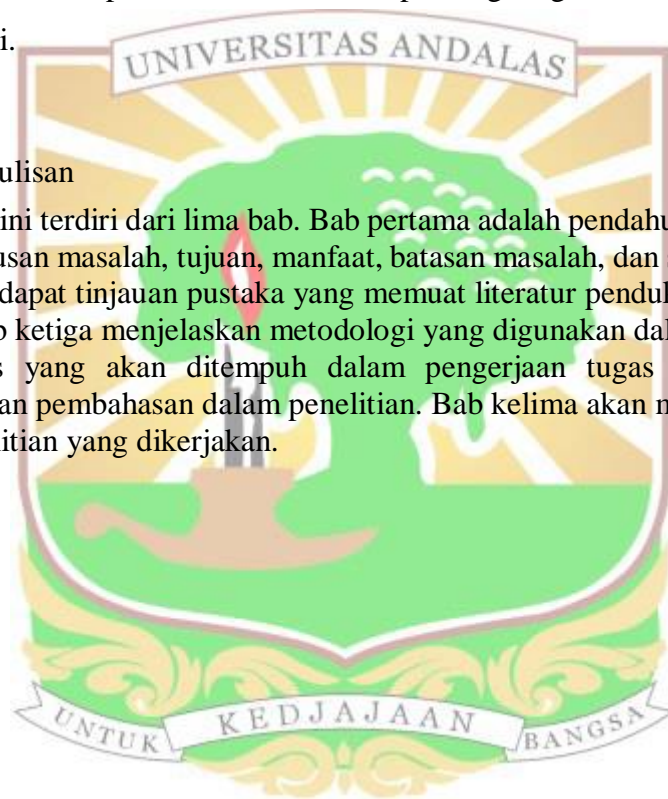 i.
UNIVERSITAS ANDALAS
ulisan
ini terdiri dari lima bab. Bab pertama adalah pendahu
usan masalah, tujuan, manfaat, batasan masalah, dan s
dapat tinjauan pustaka yang memuat literatur penduk
ketiga menjelaskan metodologi yang digunakan dal
yang akan ditempuh dalam pengerjaan tugas
an pembahasan dalam penelitian. Bab kelima akan m
litian yang dikerjakan.
UNTUK KEDJAJAAN BANGSA